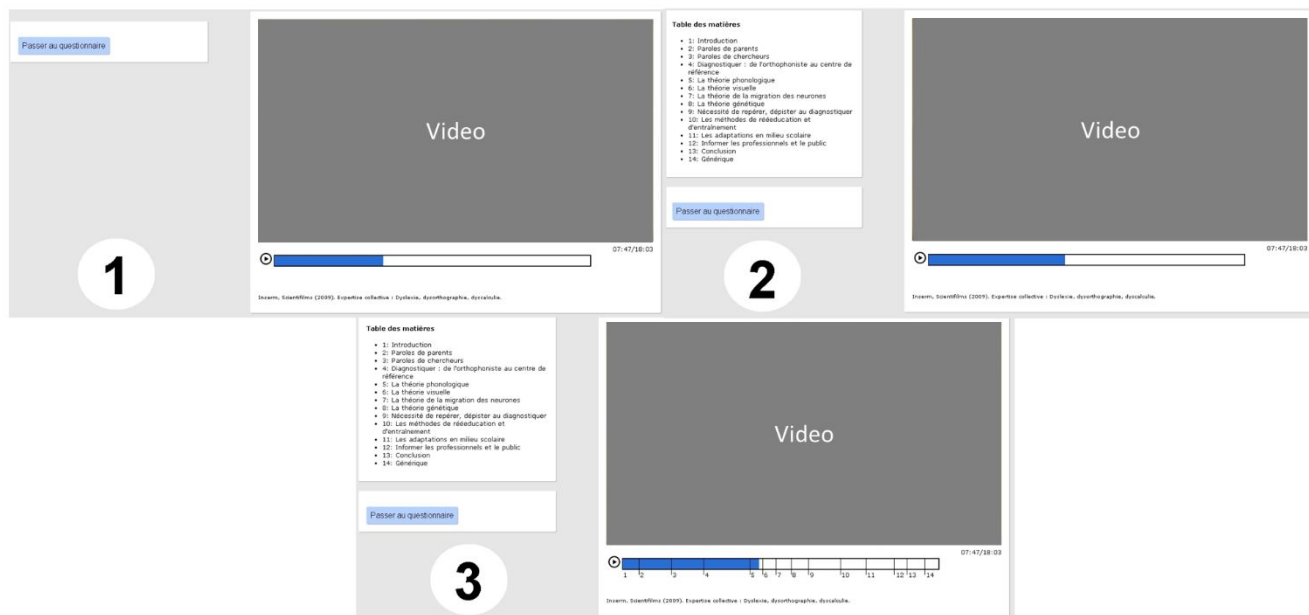 Passer au questionnaire
Video
07:47/18:03
Inserm, Scientifilms (2009). Expertise collective : Dyslexie, dysorthographie, dyscalculie.
1
Table des matières
1: Introduction
2: Paroles de parents
3: Paroles de chercheurs
4: Diagnostiquer : de l'orthophoniste au centre de
référence
5: La théorie phonologique
6: La théorie visuelle
7: La théorie de la migration des neurones
8: La théorie génétique
9: Nécessité de repérer, dépister au diagnostiquer
10: Les méthodes de rééducation et
d'entraînement
11: Les adaptations en milieu scolaire
12: Informer les professionnels et le public
13: Conclusion
14: Générique
Passer au questionnaire
Video
07:47/18:03
Inserm, Scientifilms (2009). Expertise collective : Dyslexie, dysorthographie, dyscalculie.
2
Table des matières
1: Introduction
2: Paroles de parents
3: Paroles de chercheurs
4: Diagnostiquer : de l'orthophoniste au centre de
référence
5: La théorie phonologique
6: La théorie visuelle
7: La théorie de la migration des neurones
8: La théorie génétique
9: Nécessité de repérer, dépister au diagnostiquer
10: Les méthodes de rééducation et
d'entraînement
11: Les adaptations en milieu scolaire
12: Informer les professionnels et le public
13: Conclusion
14: Générique
Passer au questionnaire
Video
07:47/18:03
1 2 3 4 5 6 7 8 9 10 11 12 13 14
Inserm, Scientifilms (2009). Expertise collective : Dyslexie, dysorthographie, dyscalculie.
3